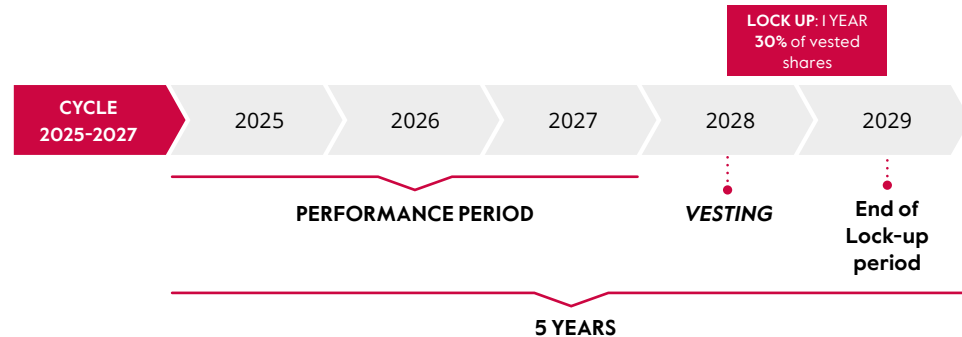 LOCK UP: 1 YEAR
30% of vested
shares
CYCLE
2025-2027
2025
2026
2027
2028
2029
PERFORMANCE PERIOD
VESTING
End of
Lock-up
period
5 YEARS